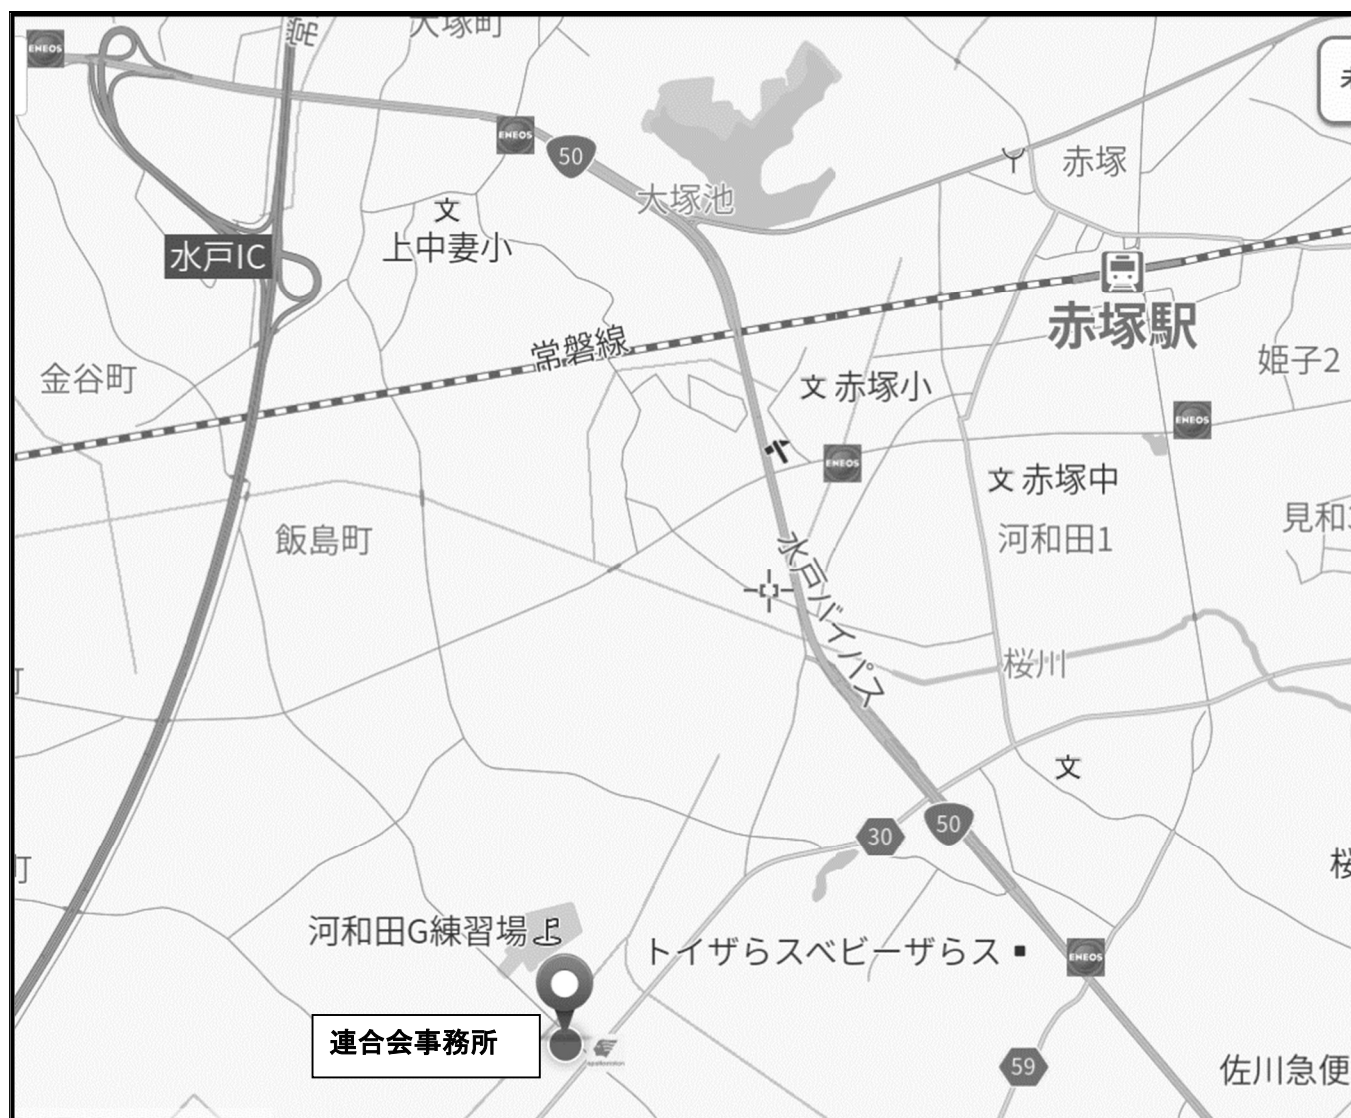 大塚町
常
ENEOS
ENEOS
50
赤塚
大塚池
文
上中妻小
水戸IC
赤塚駅
常磐線
姫子2
金谷町
文 赤塚小
ENEOS
ENEOS
文 赤塚中
見和
飯島町
河和田1
水戸バイパス
桜川
町
文
30
50
町
桜
河和田G練習場
トイザらスベビーザらス
ENEOS
連合会事務所
59
佐川急便